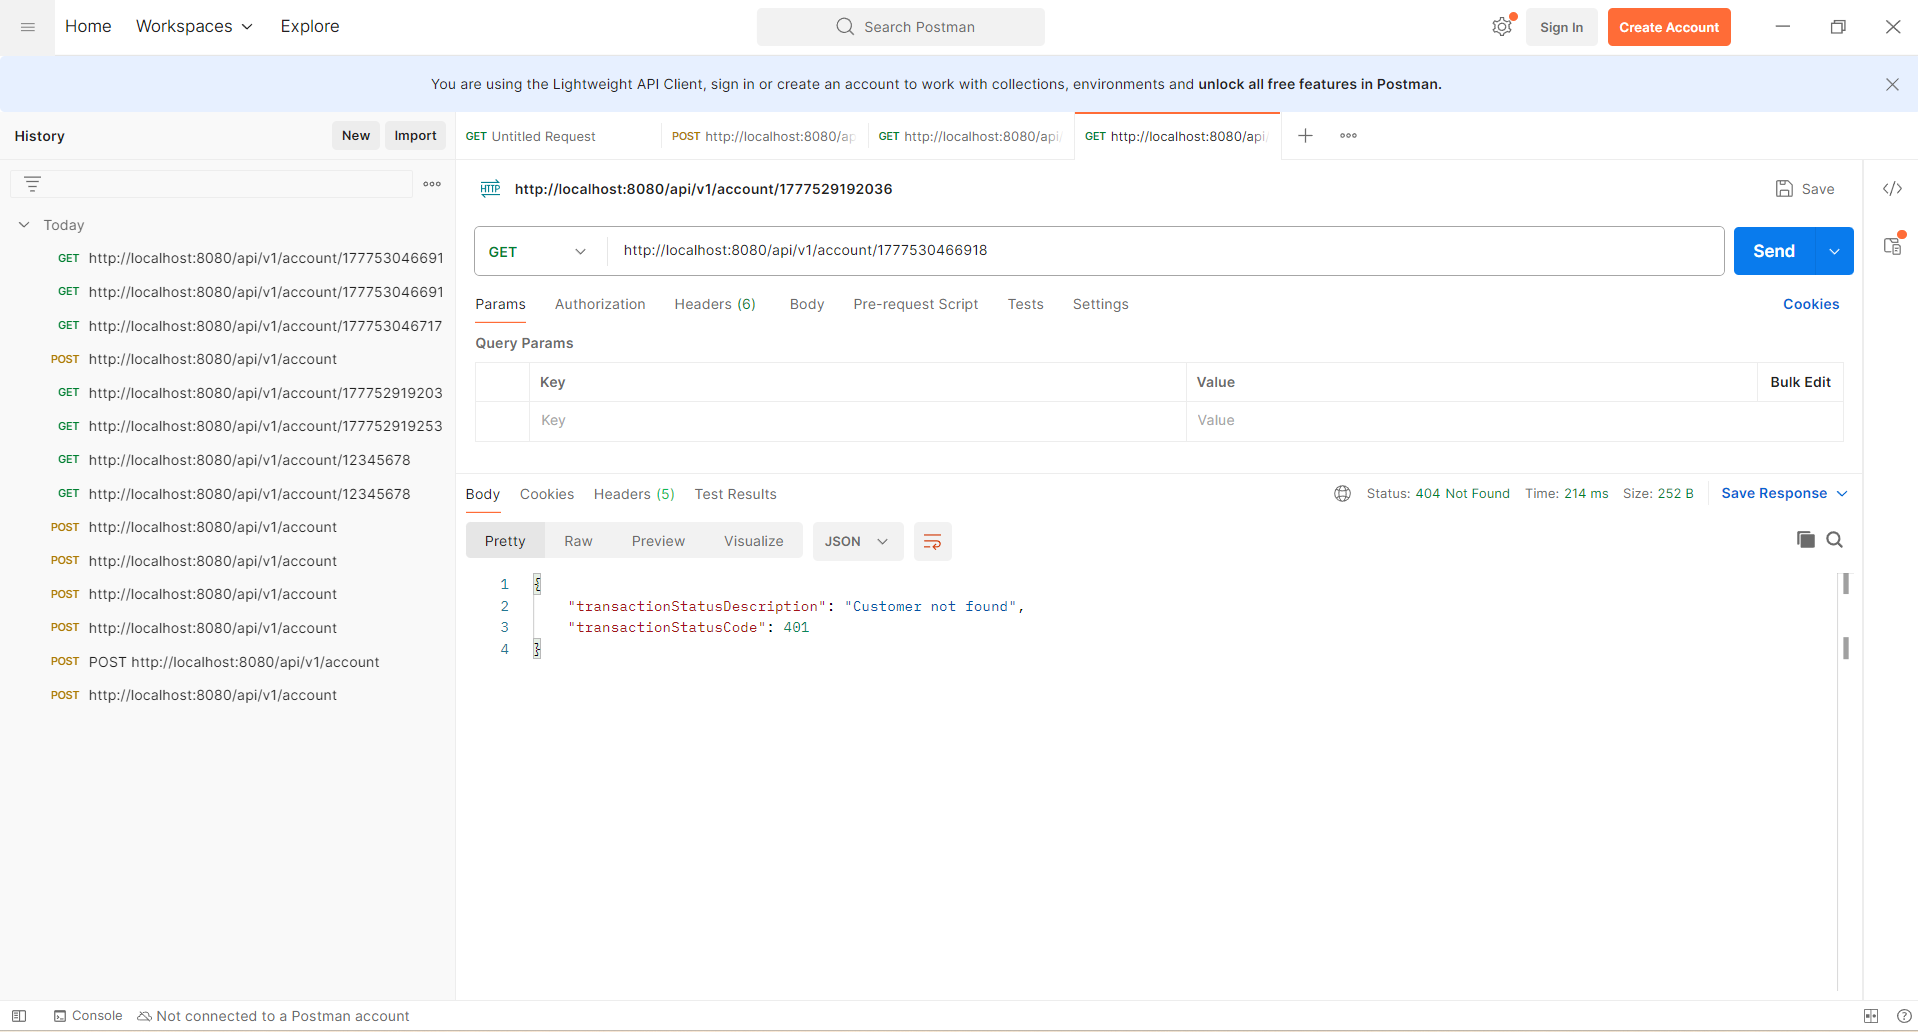 Home Workspaces Explore Search Postman Sign In Create Account
You are using the Lightweight API Client, sign in or create an account to work with collections, environments and unlock all free features in Postman.
History New Import
GET Untitled Request POST http://localhost:8080/ap GET http://localhost:8080/api/ GET http://localhost:8080/api/
HTTP http://localhost:8080/api/v1/account/1777529192036 Save
Today
GET http://localhost:8080/api/v1/account/177753046691
GET http://localhost:8080/api/v1/account/177753046691
GET http://localhost:8080/api/v1/account/177753046717
POST http://localhost:8080/api/v1/account
GET http://localhost:8080/api/v1/account/177752919203
GET http://localhost:8080/api/v1/account/177752919253
GET http://localhost:8080/api/v1/account/12345678
GET http://localhost:8080/api/v1/account/12345678
POST http://localhost:8080/api/v1/account
POST http://localhost:8080/api/v1/account
POST http://localhost:8080/api/v1/account
POST http://localhost:8080/api/v1/account
POST POST http://localhost:8080/api/v1/account
POST http://localhost:8080/api/v1/account
GET http://localhost:8080/api/v1/account/1777530466918 Send
Params Authorization Headers (6) Body Pre-request Script Tests Settings Cookies
Query Params
Key Value Bulk Edit
Key Value
Body Cookies Headers (5) Test Results Status: 404 Not Found Time: 214 ms Size: 252 B Save Response
Pretty Raw Preview Visualize JSON
1 {
2 "transactionStatusDescription": "Customer not found",
3 "transactionStatusCode": 401
4 }
Console Not connected to a Postman account